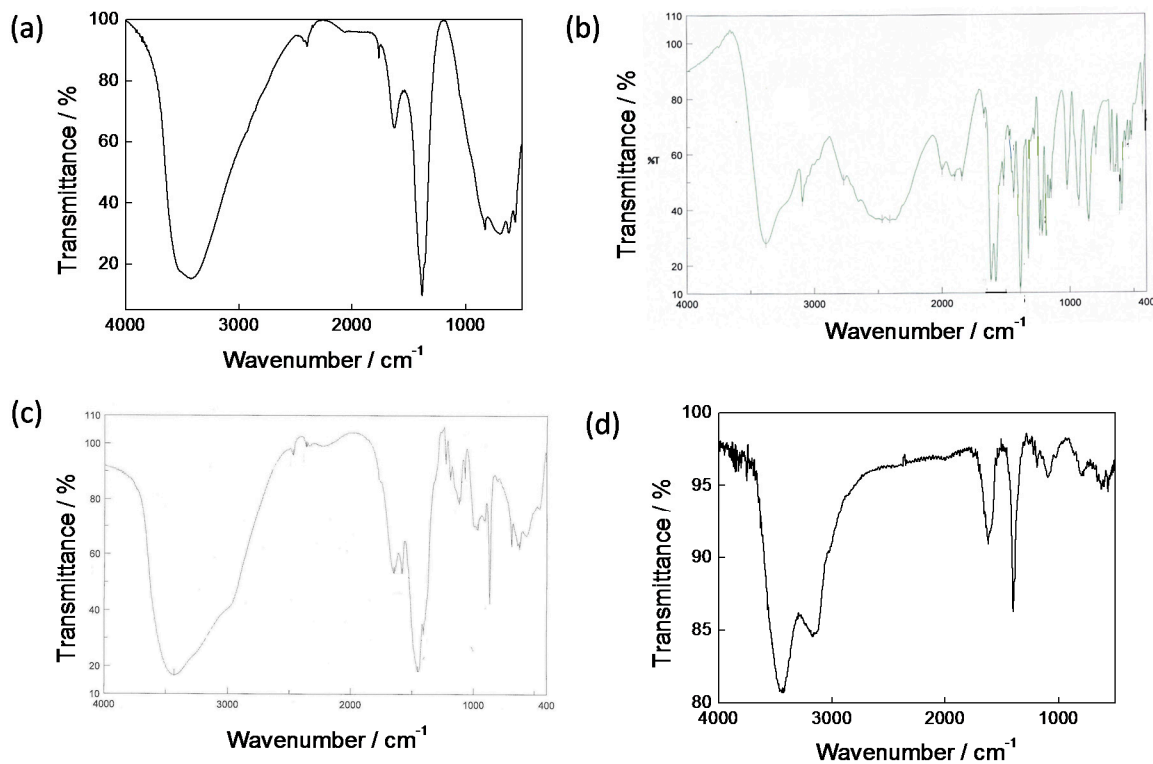 (a)
100
80
60
40
20
4000 3000 2000 1000
Transmittance / %
Wavenumber / cm-1
(b)
110
100
80
60
40
20
10
%T
4000 3000 2000 1000 400
Transmittance / %
Wavenumber / cm-1
(c)
110
100
80
60
40
20
10
4000 3000 2000 1000 400
Transmittance / %
Wavenumber / cm-1
(d)
100
95
90
85
80
4000 3000 2000 1000
Transmittance / %
Wavenumber / cm-1